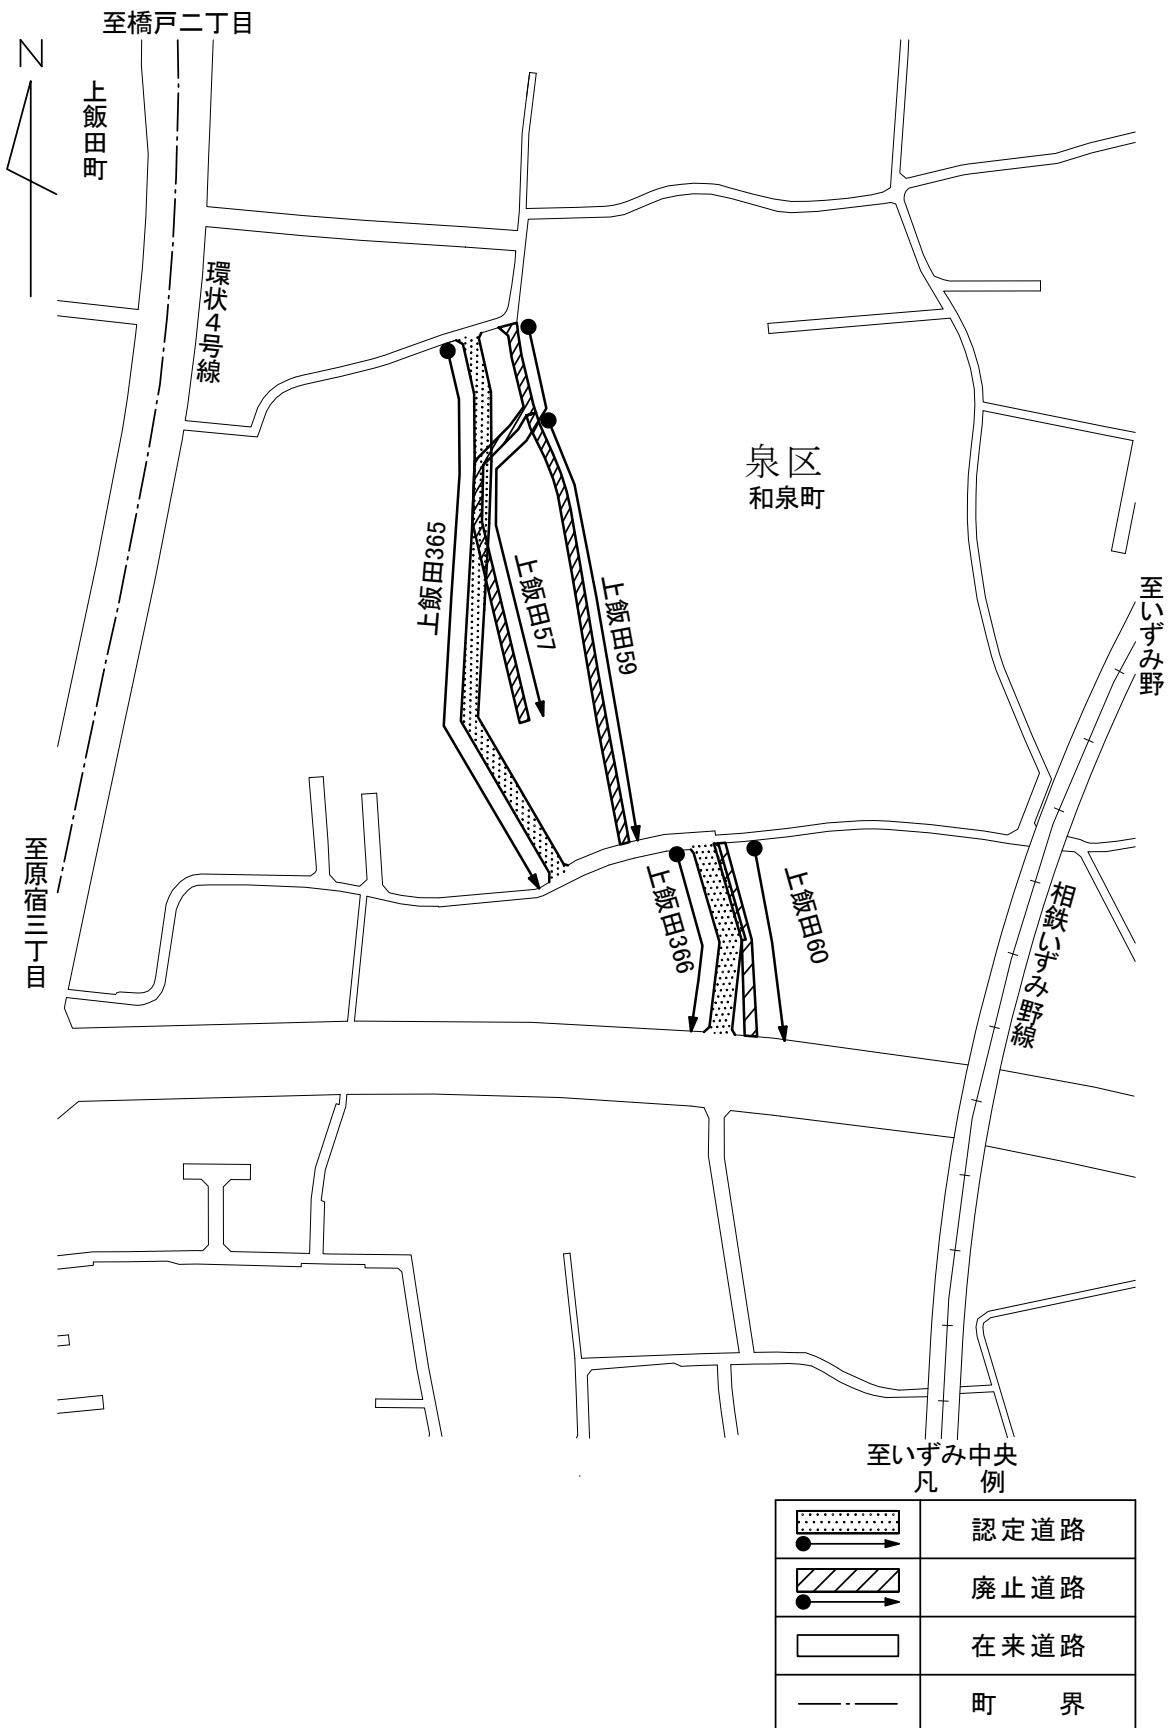 至橋戸二丁目
N
上飯田町
環状4号線
泉区
和泉町
上飯田365
上飯田57
上飯田59
至いずみ野
至原宿三丁目
上飯田366
上飯田60
相鉄いずみ野線
至いずみ中央
凡 例
認定道路
廃止道路
在来道路
町 界